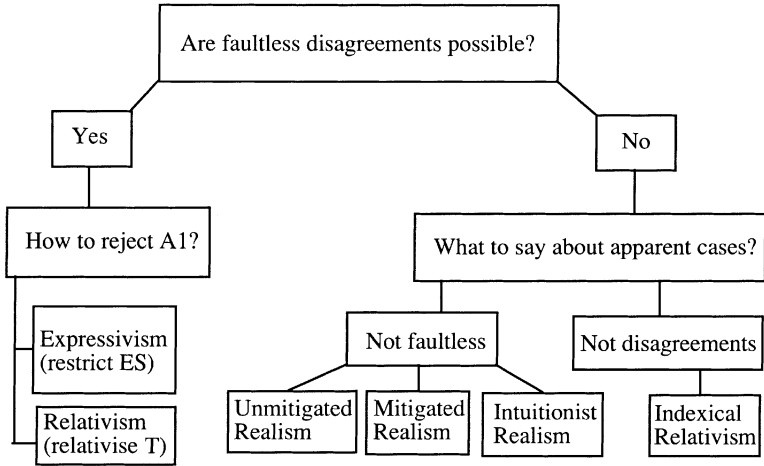 Are faultless disagreements possible?
Yes
No
How to reject A1?
What to say about apparent cases?
Expressivism
(restrict ES)
Relativism
(relativise T)
Not faultless
Not disagreements
Unmitigated
Realism
Mitigated
Realism
Intuitionist
Realism
Indexical
Relativism